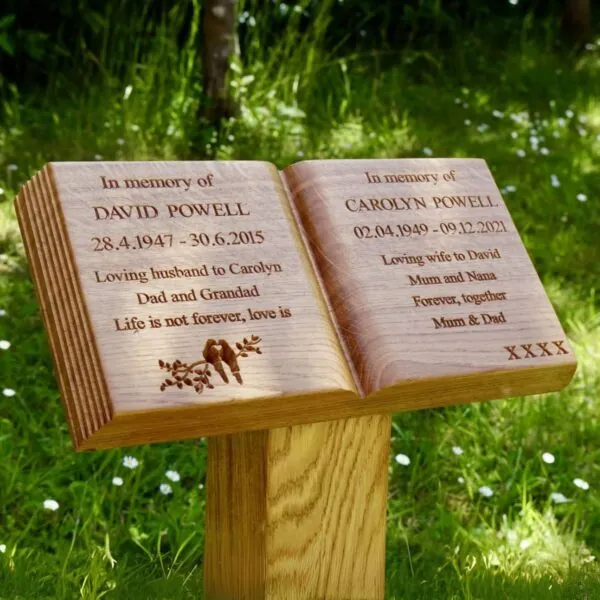 In memory of
DAVID POWELL
28.4.1947 - 30.6.2015
Loving husband to Carolyn
Dad and Grandad
Life is not forever, love is
In memory of
CAROLYN POWELL
02.04.1949 - 09.12.2021
Loving wife to David
Mum and Nana
Forever, together
Mum & Dad
XXXX